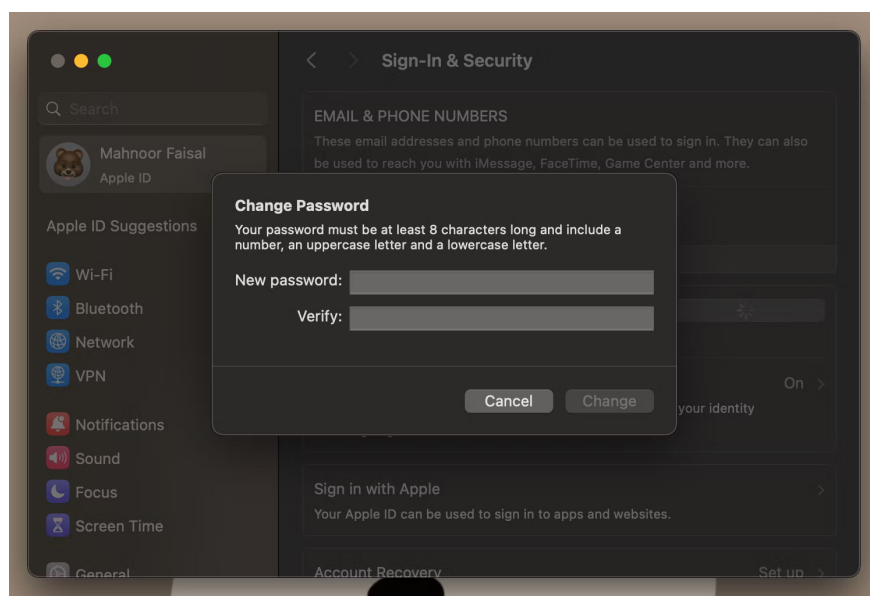 Sign-In & Security
Search
Mahnoor Faisal
Apple ID
Apple ID Suggestions
Wi-Fi
Bluetooth
Network
VPN
Notifications
Sound
Focus
Screen Time
General
EMAIL & PHONE NUMBERS
These email addresses and phone numbers can be used to sign in. They can also
be used to reach you with iMessage, FaceTime, Game Center and more.
Change Password
Your password must be at least 8 characters long and include a
number, an uppercase letter and a lowercase letter.
New password:
Verify:
Cancel
Change
On
your identity
Sign in with Apple
Your Apple ID can be used to sign in to apps and websites.
Account Recovery
Set up